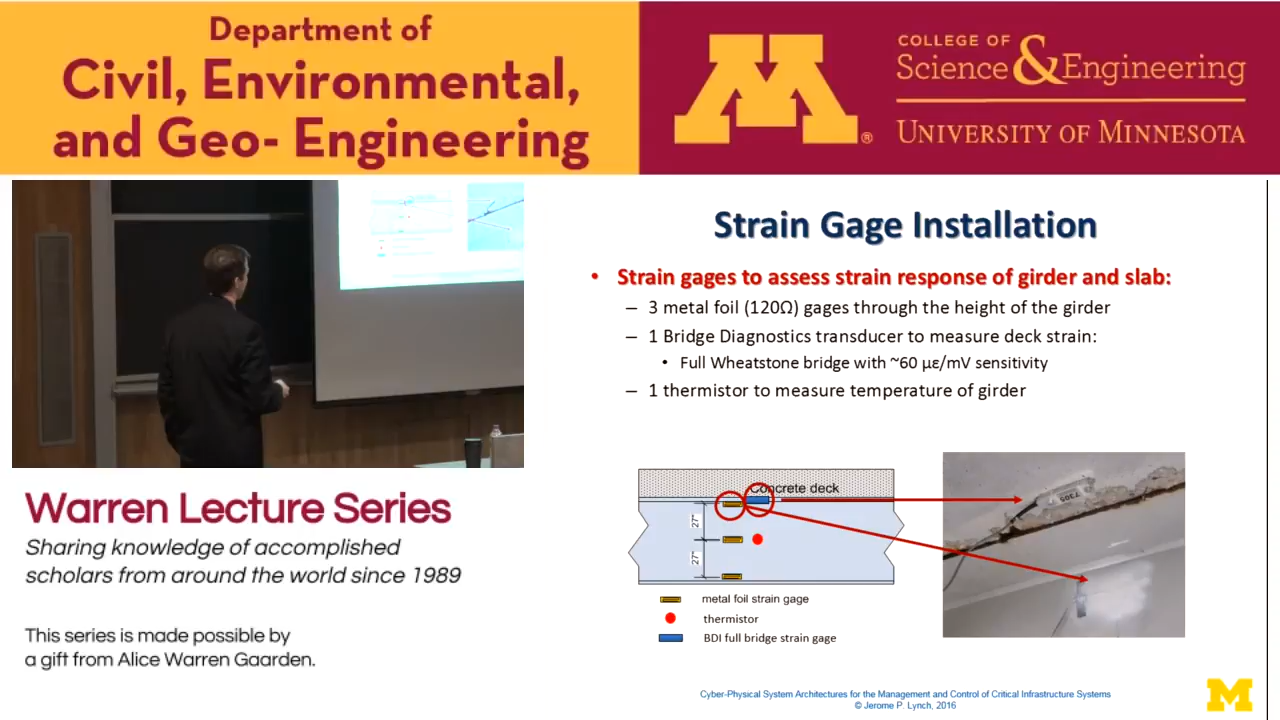 Department of
Civil, Environmental,
and Geo- Engineering
COLLEGE OF
Science & Engineering
UNIVERSITY OF MINNESOTA
Warren Lecture Series
Sharing knowledge of accomplished
scholars from around the world since 1989
This series is made possible by
a gift from Alice Warren Gaarden.
Strain Gage Installation
• Strain gages to assess strain response of girder and slab:
– 3 metal foil (120Ω) gages through the height of the girder
– 1 Bridge Diagnostics transducer to measure deck strain:
• Full Wheatstone bridge with ~60 µε/mV sensitivity
– 1 thermistor to measure temperature of girder
Concrete deck
27"
27"
metal foil strain gage
thermistor
BDI full bridge strain gage
Cyber-Physical System Architectures for the Management and Control of Critical Infrastructure Systems
© Jerome P. Lynch, 2016